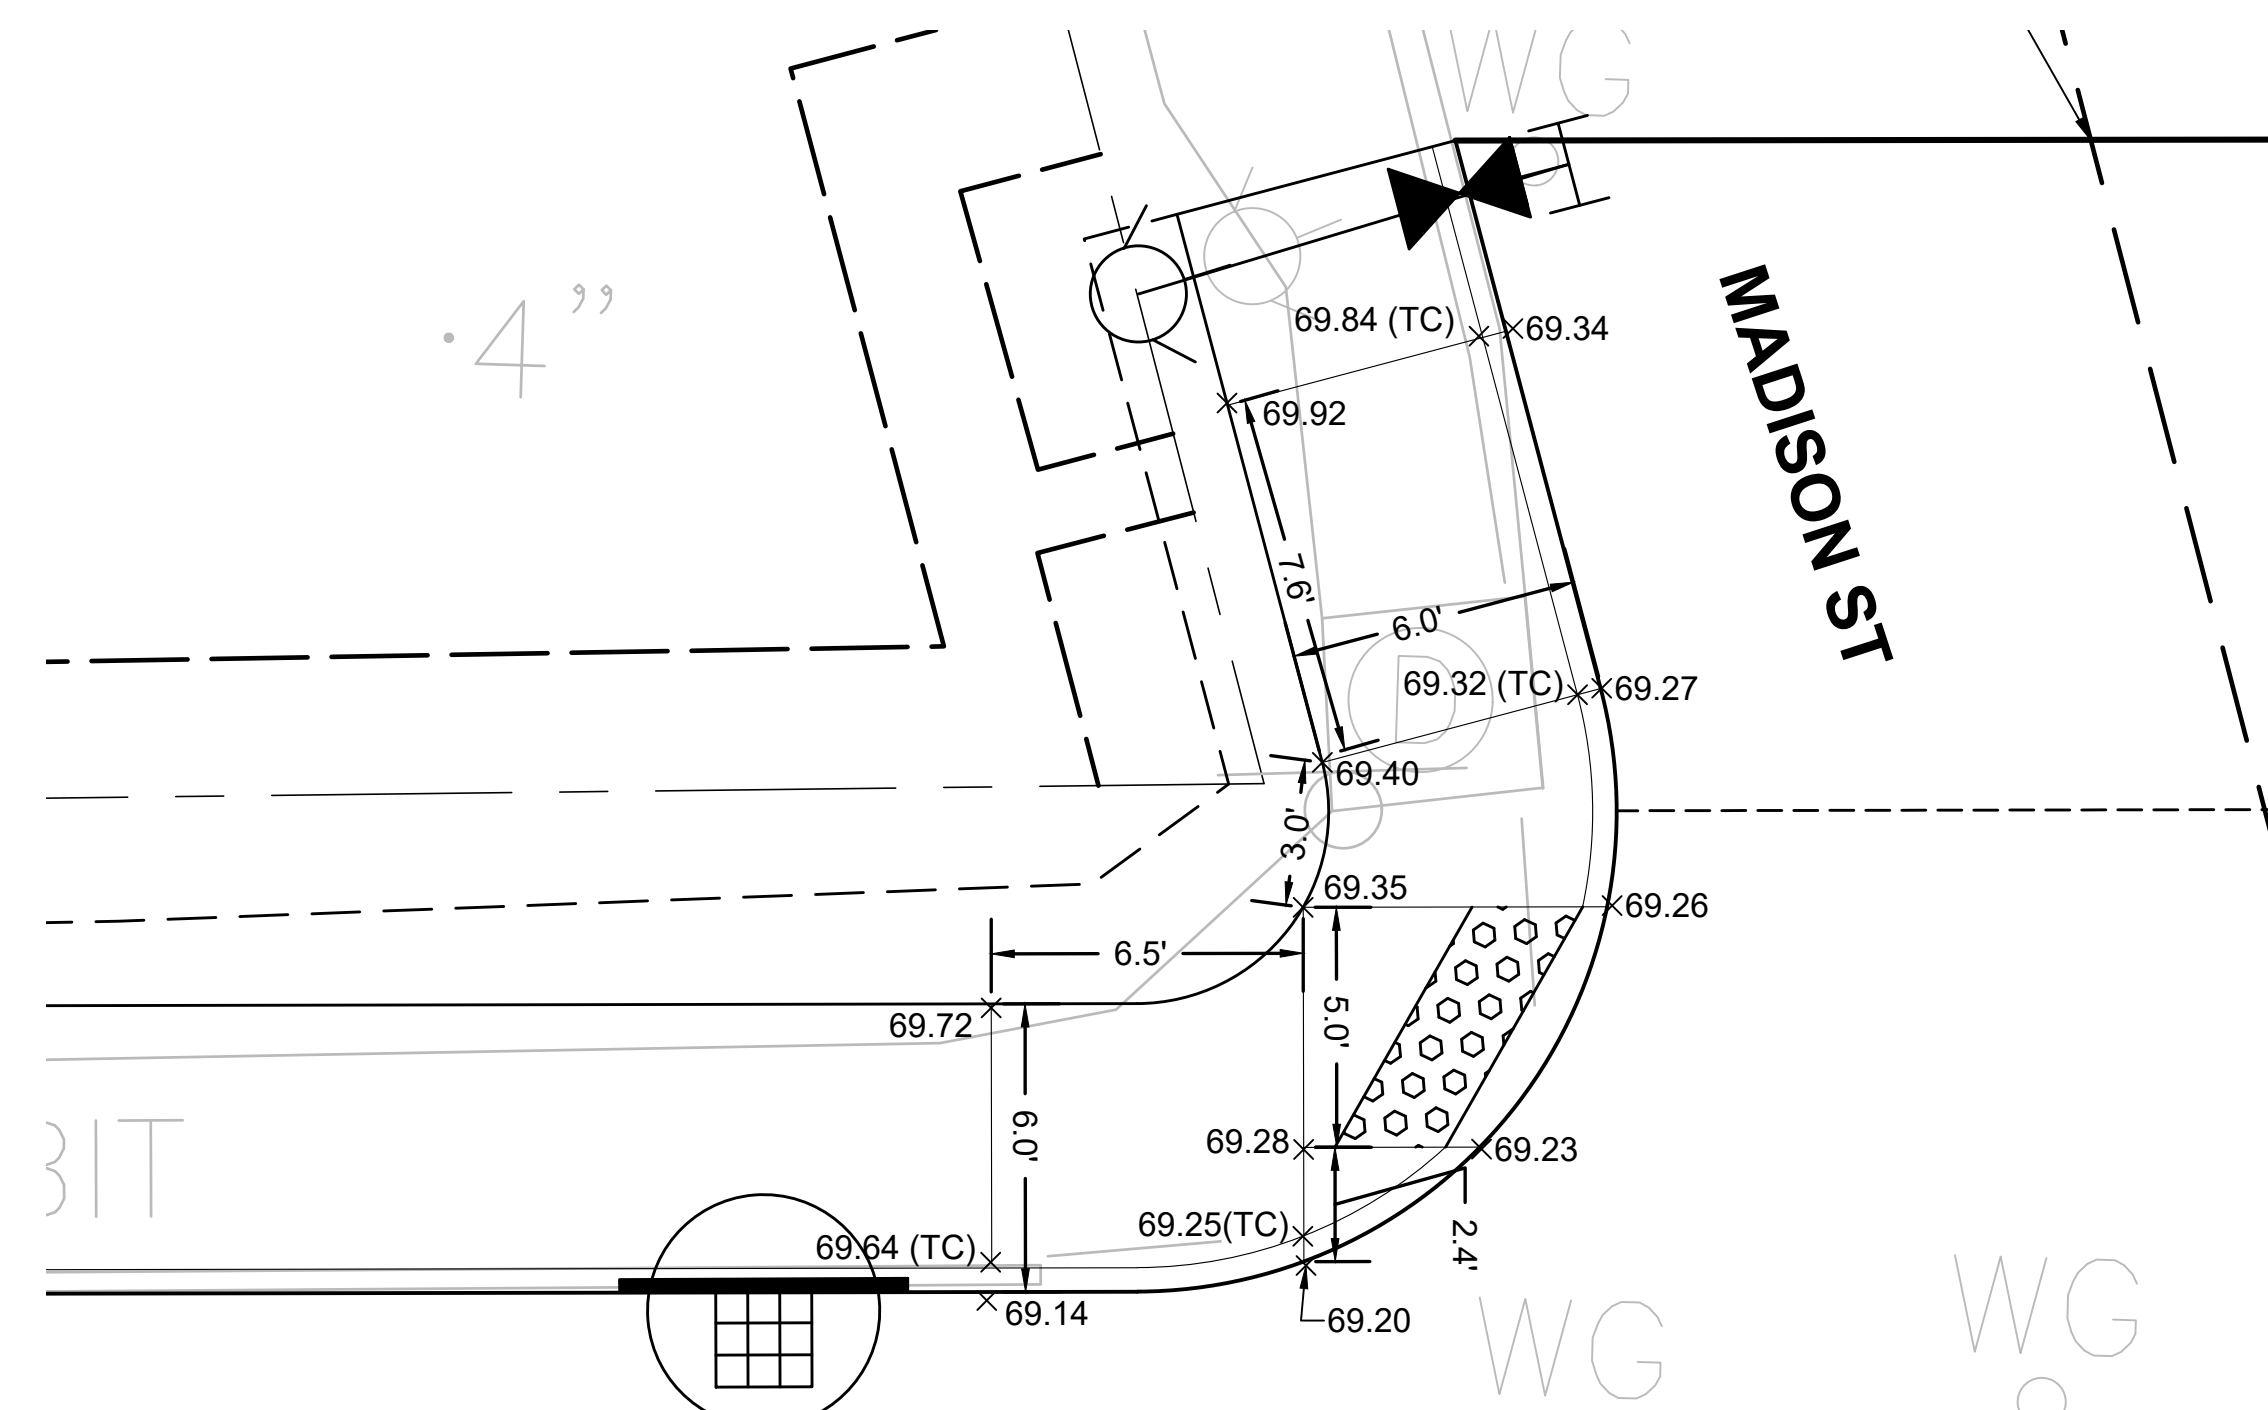 WG
4”
69.84 (TC)
69.34
MADISON ST
69.92
7.6'
6.0'
D
69.32 (TC)
69.27
69.40
3.0'
69.35
69.26
6.5'
69.72
5.0'
6.0'
BIT
69.28
69.23
69.25(TC)
69.64 (TC)
2.4'
69.14
69.20
WG
WG